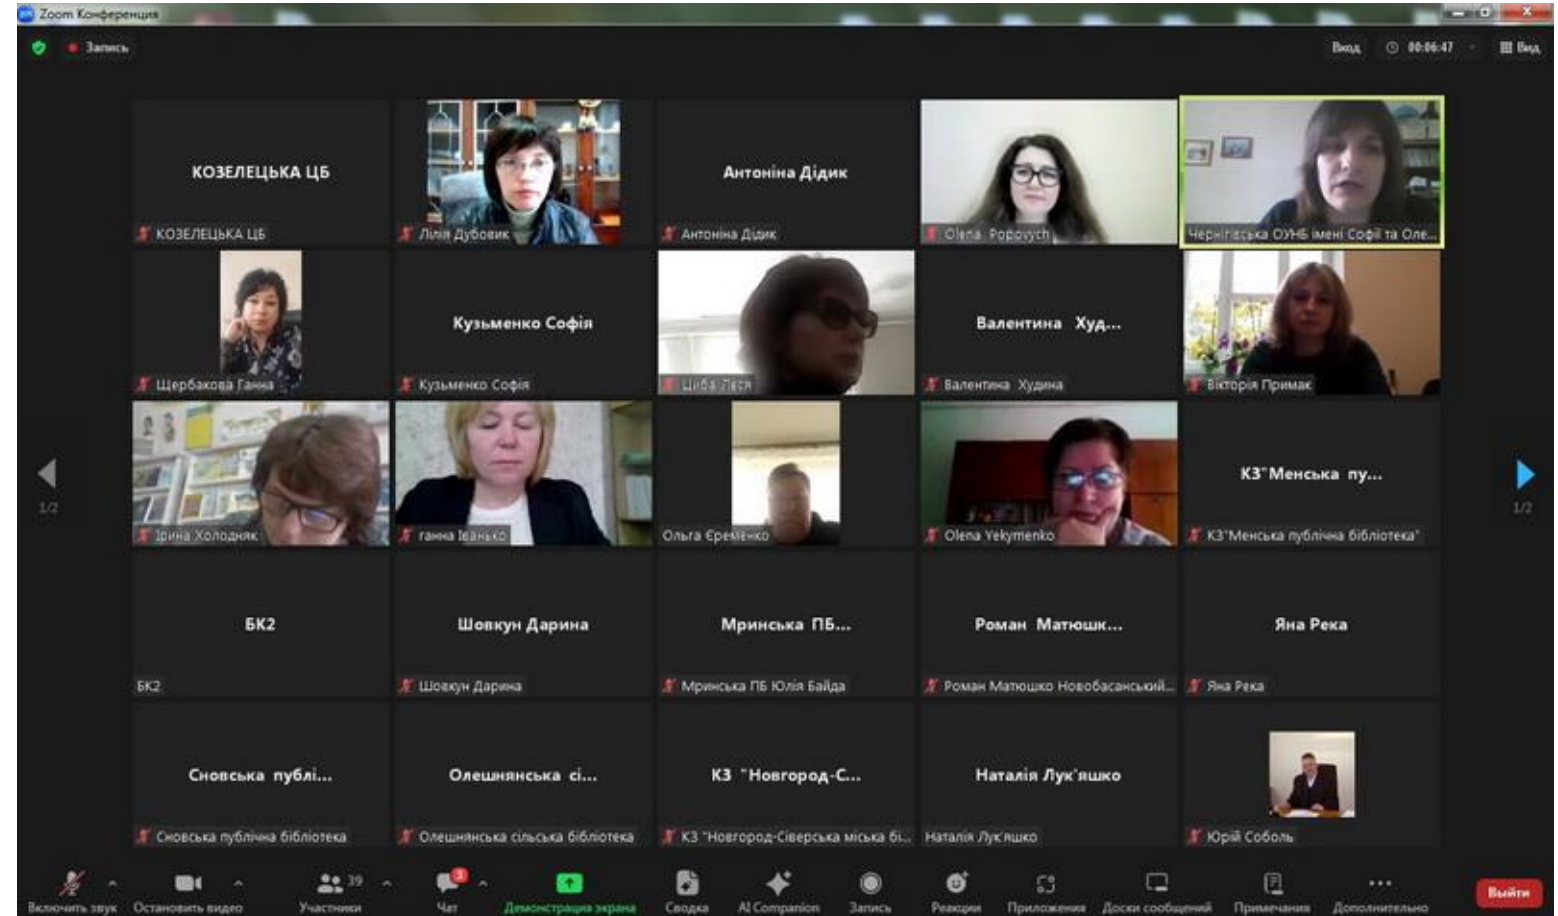 Zoom Конференция
Запись
Вход 00:06:47 Вид
КОЗЕЛЕЦЬКА ЦБ
КОЗЕЛЕЦЬКА ЦБ
Лілія Дубовик
Антоніна Дідик
Антоніна Дідик
Olena Popovych
Чернігівська ОУНБ імені Софії та Оле...
Щербакова Ганна
Кузьменко Софія
Кузьменко Софія
Циба Леся
Валентина Худ...
Валентина Худина
Вікторія Примак
Ірина Холодняк
ганна Іванько
Ольга Єременко
Olena Yekymenko
КЗ"Менська пу...
КЗ"Менська публічна бібліотека"
1/2
1/2
БК2
БК2
Шовкун Дарина
Шовкун Дарина
Мринська ПБ...
Мринська ПБ Юлія Байда
Роман Матюшк...
Роман Матюшко Новобасанський...
Яна Река
Яна Река
Сновська публі...
Сновська публічна бібліотека
Олешнянська сі...
Олешнянська сільська бібліотека
КЗ "Новгород-С...
КЗ "Новгород-Сіверська міська бі...
Наталія Лук'яшко
Наталія Лук'яшко
Юрій Соболь
39
3
Включить звук Остановить видео Участники Чат Демонстрация экрана Сводка AI Companion Запись Реакции Приложения Доски сообщений Примечания Дополнительно
Выйти